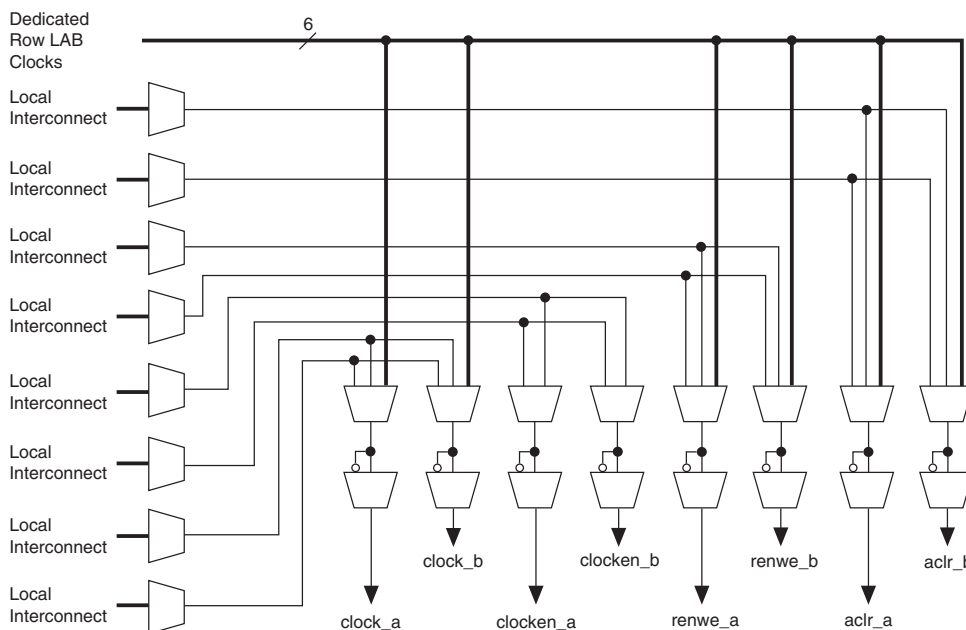 Dedicated
Row LAB
Clocks
6
Local
Interconnect
Local
Interconnect
Local
Interconnect
Local
Interconnect
Local
Interconnect
Local
Interconnect
Local
Interconnect
Local
Interconnect
clock_b
clocken_b
renwe_b
aclr_b
clock_a
clocken_a
renwe_a
aclr_a